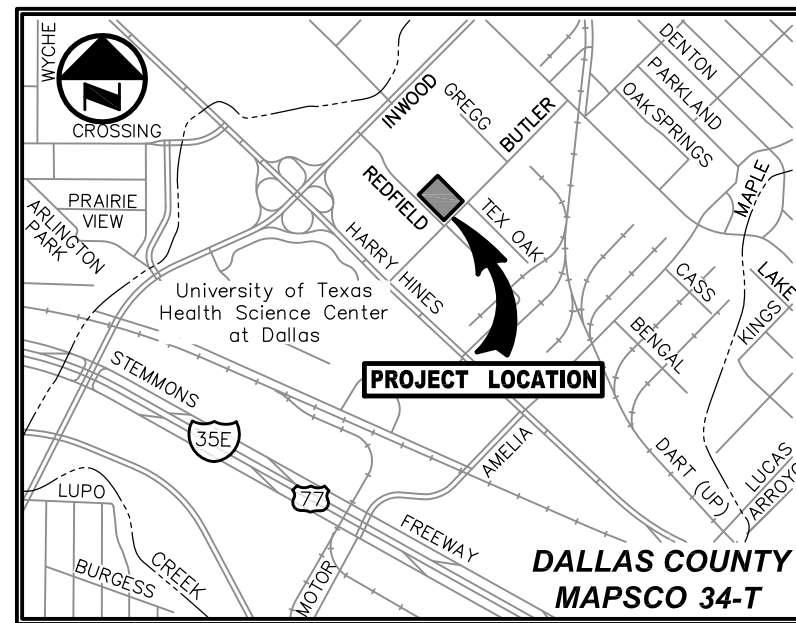 WYCHE
N
CROSSING
PRAIRIE
VIEW
ARLINGTON
PARK
INWOOD
GREGG
BUTLER
REDFIELD
TEX OAK
HARRY HINES
DENTON
PARKLAND
OAKSPRINGS
MAPLE
CASS
BENGAL
LAKE
KINGS
University of Texas
Health Science Center
at Dallas
PROJECT LOCATION
STEMMONS
35E
77
FREEWAY
AMELIA
DART (UP)
LUCAS
ARROYO
LUPO
BURGESS
CREEK
MOTOR
DALLAS COUNTY
MAPSCO 34-T